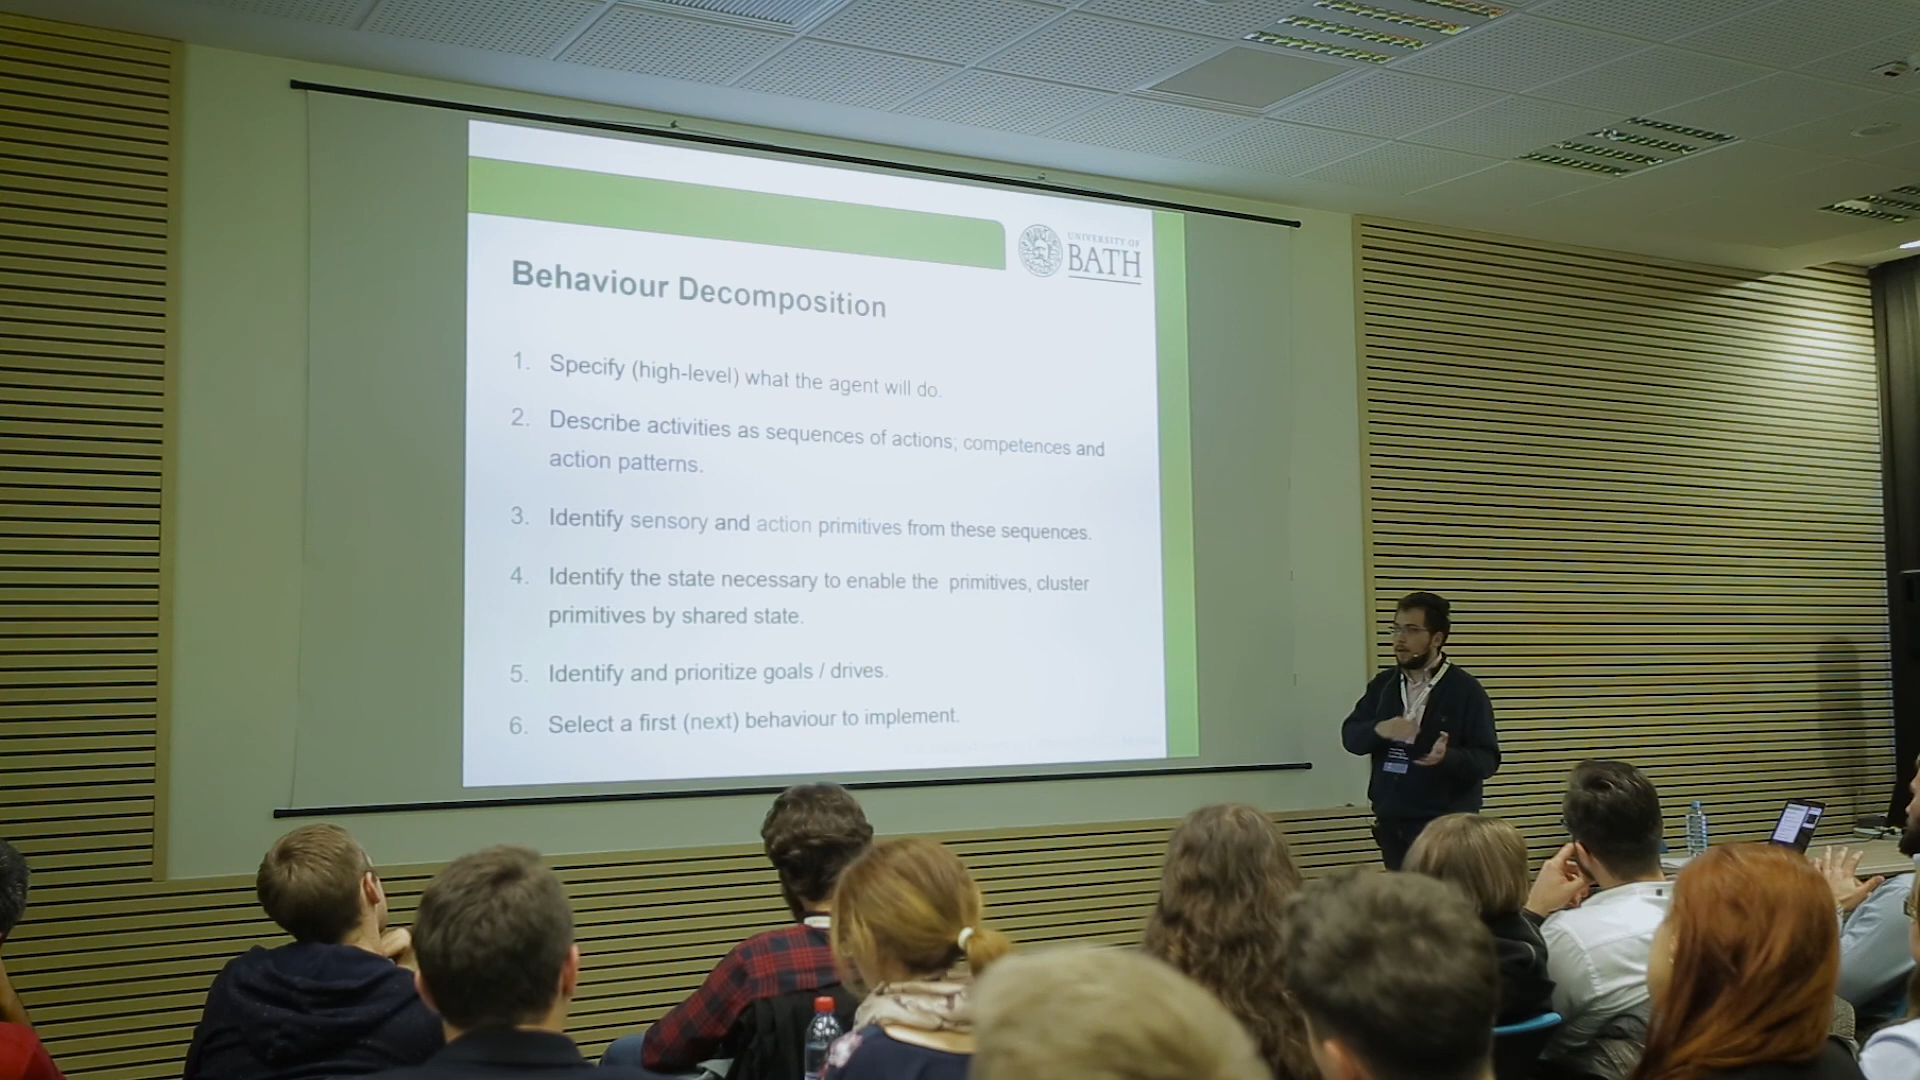 UNIVERSITY OF
BATH
Behaviour Decomposition
1. Specify (high-level) what the agent will do.
2. Describe activities as sequences of actions; competences and
action patterns.
3. Identify sensory and action primitives from these sequences.
4. Identify the state necessary to enable the primitives, cluster
primitives by shared state.
5. Identify and prioritize goals / drives.
6. Select a first (next) behaviour to implement.